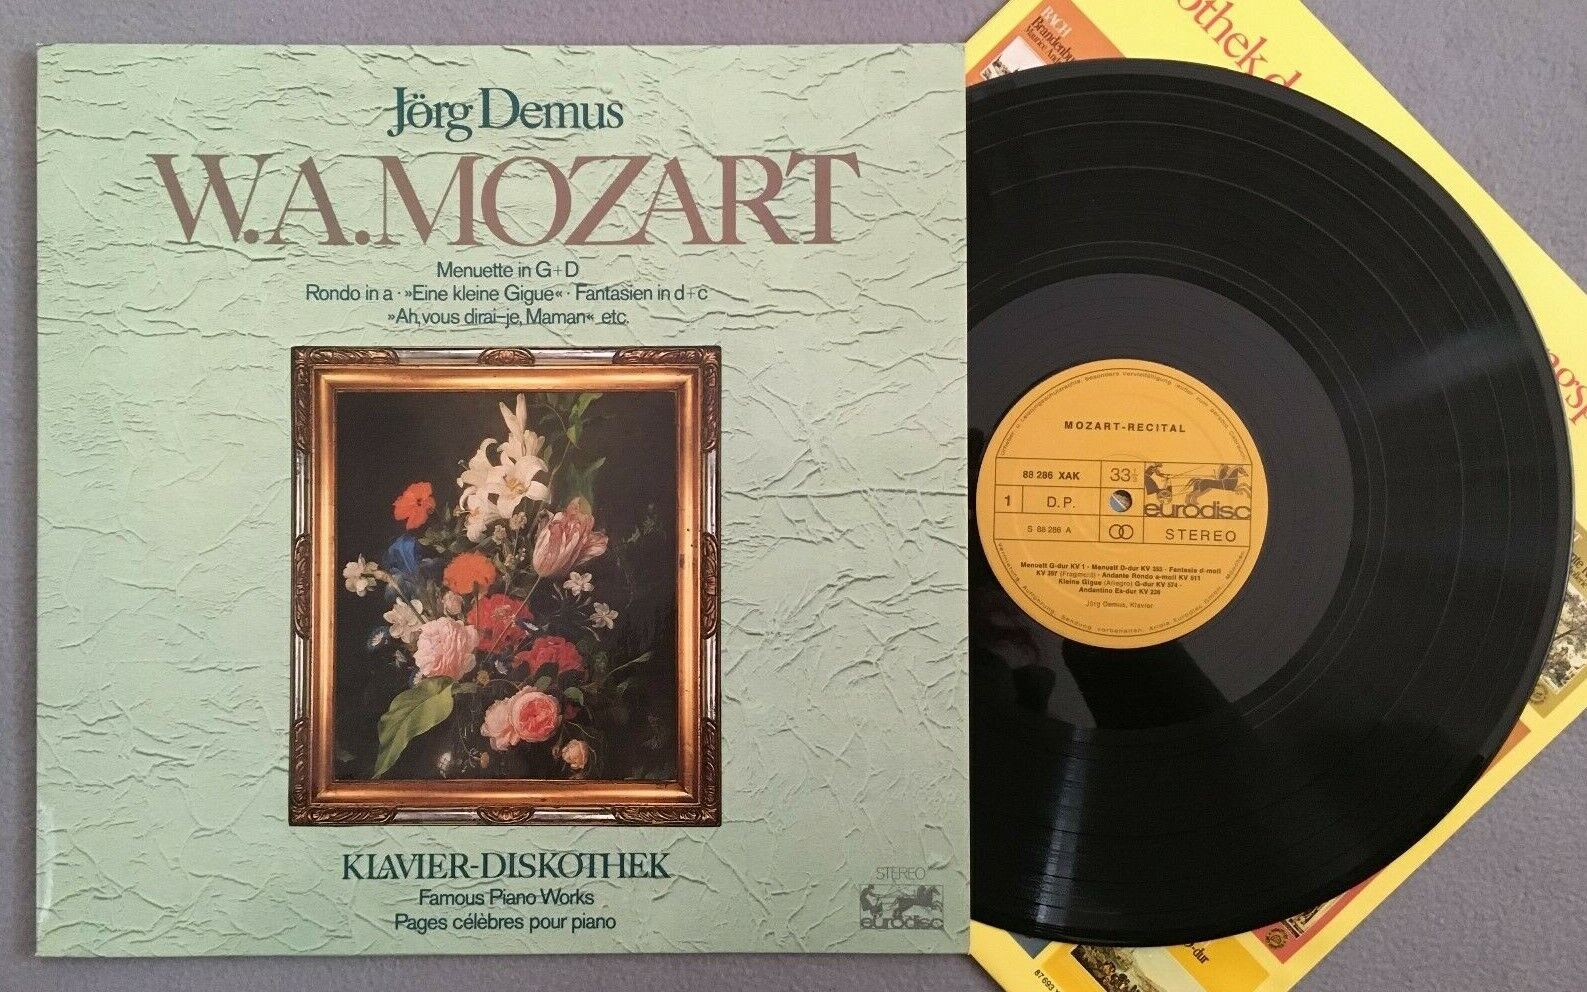 Jörg Demus
W.A.MOZART
Menuette in G+D
Rondo in a · »Eine kleine Gigue« · Fantasien in d+c
»Ah, vous dirai-je, Maman« etc.
KLAVIER-DISKOTHEK
Famous Piano Works
Pages célèbres pour piano
STEREO
eurodisc
MOZART-RECITAL
88 286 XAK
33⅓
1
D.P.
eurodisc
S 88 286 A
STEREO
Menuett G-dur KV 1 · Menuett D-dur KV 355 · Fantasie d-moll
KV 397 (Fragment) · Andante Rondo a-moll KV 511
Kleine Gigue (Allegro) G-dur KV 574
Andantino Es-dur KV 236
Jörg Demus, Klavier
BACH
87 693